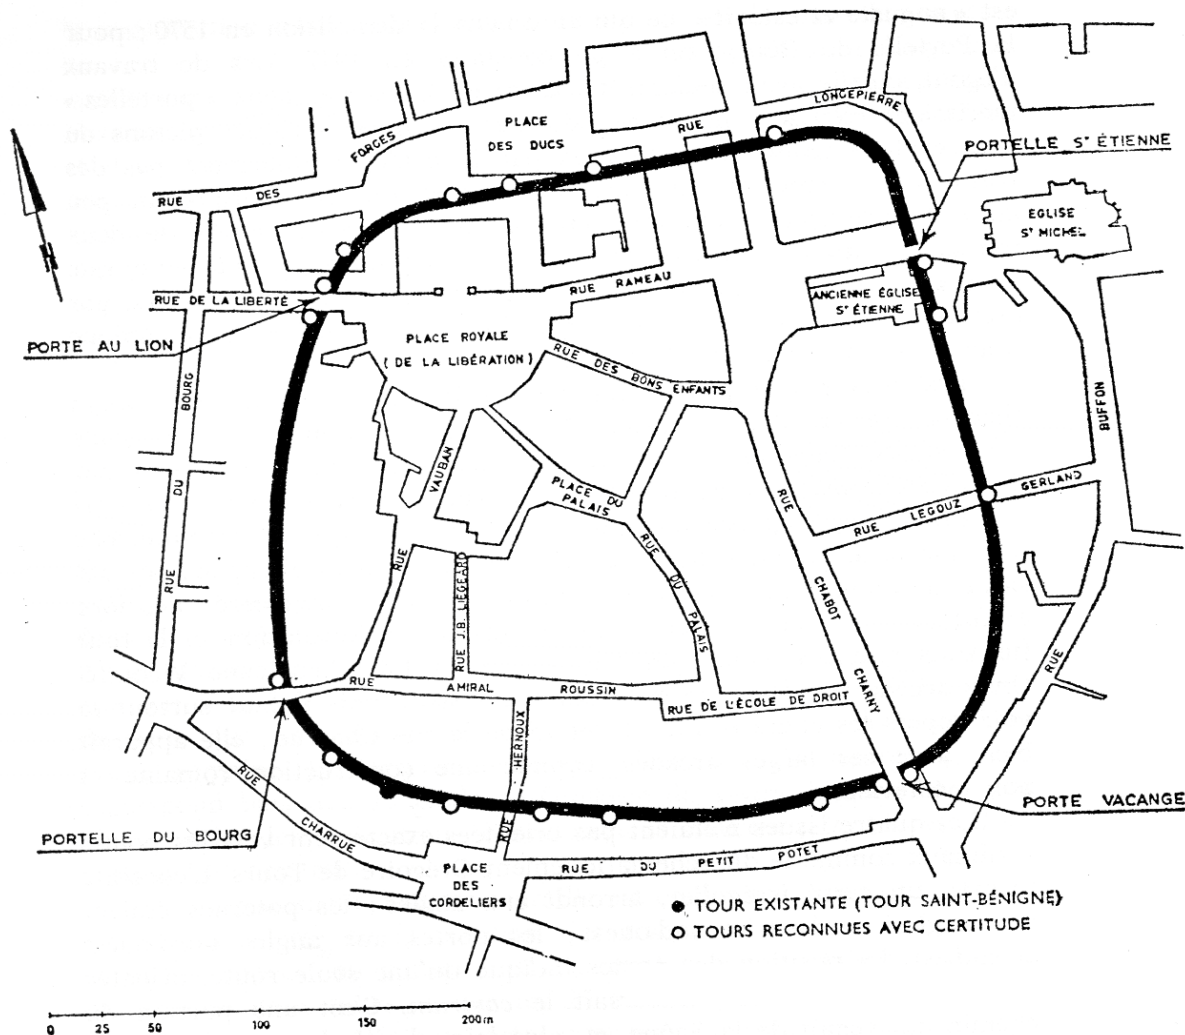 PLACE
DES DUCS
RUE
LONGEPIERRE
FORGES
DES
RUE
PORTELLE ST ÉTIENNE
EGLISE
ST MICHEL
RUE DE LA LIBERTÉ
RUE RAMEAU
ANCIENNE ÉGLISE
ST ÉTIENNE
PORTE AU LION
PLACE ROYALE
(DE LA LIBÉRATION)
RUE DES BONS ENFANTS
BUFFON
RUE
BOURG
DU
RUE
VAUBAN
RUE
PLACE DU
PALAIS
RUE LEGOUZ GERLAND
RUE
CHABOT
CHARNY
RUE
DU
PALAIS
RUE J.B. LIÉGEARD
RUE AMIRAL ROUSSIN
RUE DE L'ÉCOLE DE DROIT
HERNOUX
RUE
RUE
CHARRUE
PORTELLE DU BOURG
PORTE VACANGE
PLACE
DES
CORDELIERS
RUE DU PETIT POTET
TOUR EXISTANTE (TOUR SAINT-BÉNIGNE)
TOURS RECONNUES AVEC CERTITUDE
0 25 50 100 150 200m